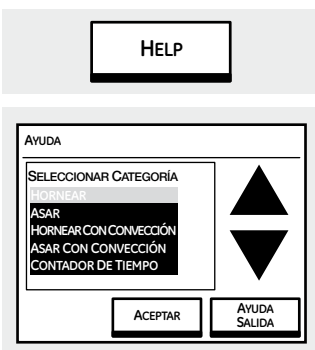 HELP
AYUDA
SELECCIONAR CATEGORÍA
HORNEAR
ASAR
HORNEAR CON CONVECCIÓN
ASAR CON CONVECCIÓN
CONTADOR DE TIEMPO
ACEPTAR
AYUDA
SALIDA